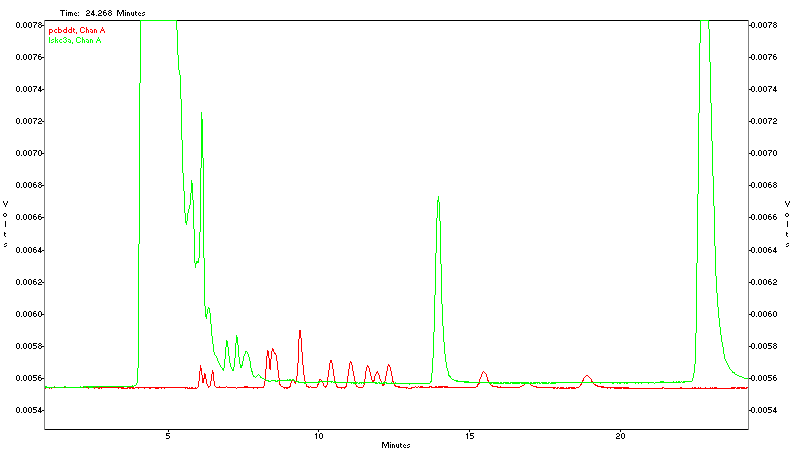 Time: 24.268 Minutes
0.0078 0.0078
pcbddt, Chan A
lske3a, Chan A
0.0076 0.0076
0.0074 0.0074
0.0072 0.0072
0.0070 0.0070
0.0068 0.0068
Volts Volts
0.0066 0.0066
0.0064 0.0064
0.0062 0.0062
0.0060 0.0060
0.0058 0.0058
0.0056 0.0056
0.0054 0.0054
5 10 15 20
Minutes